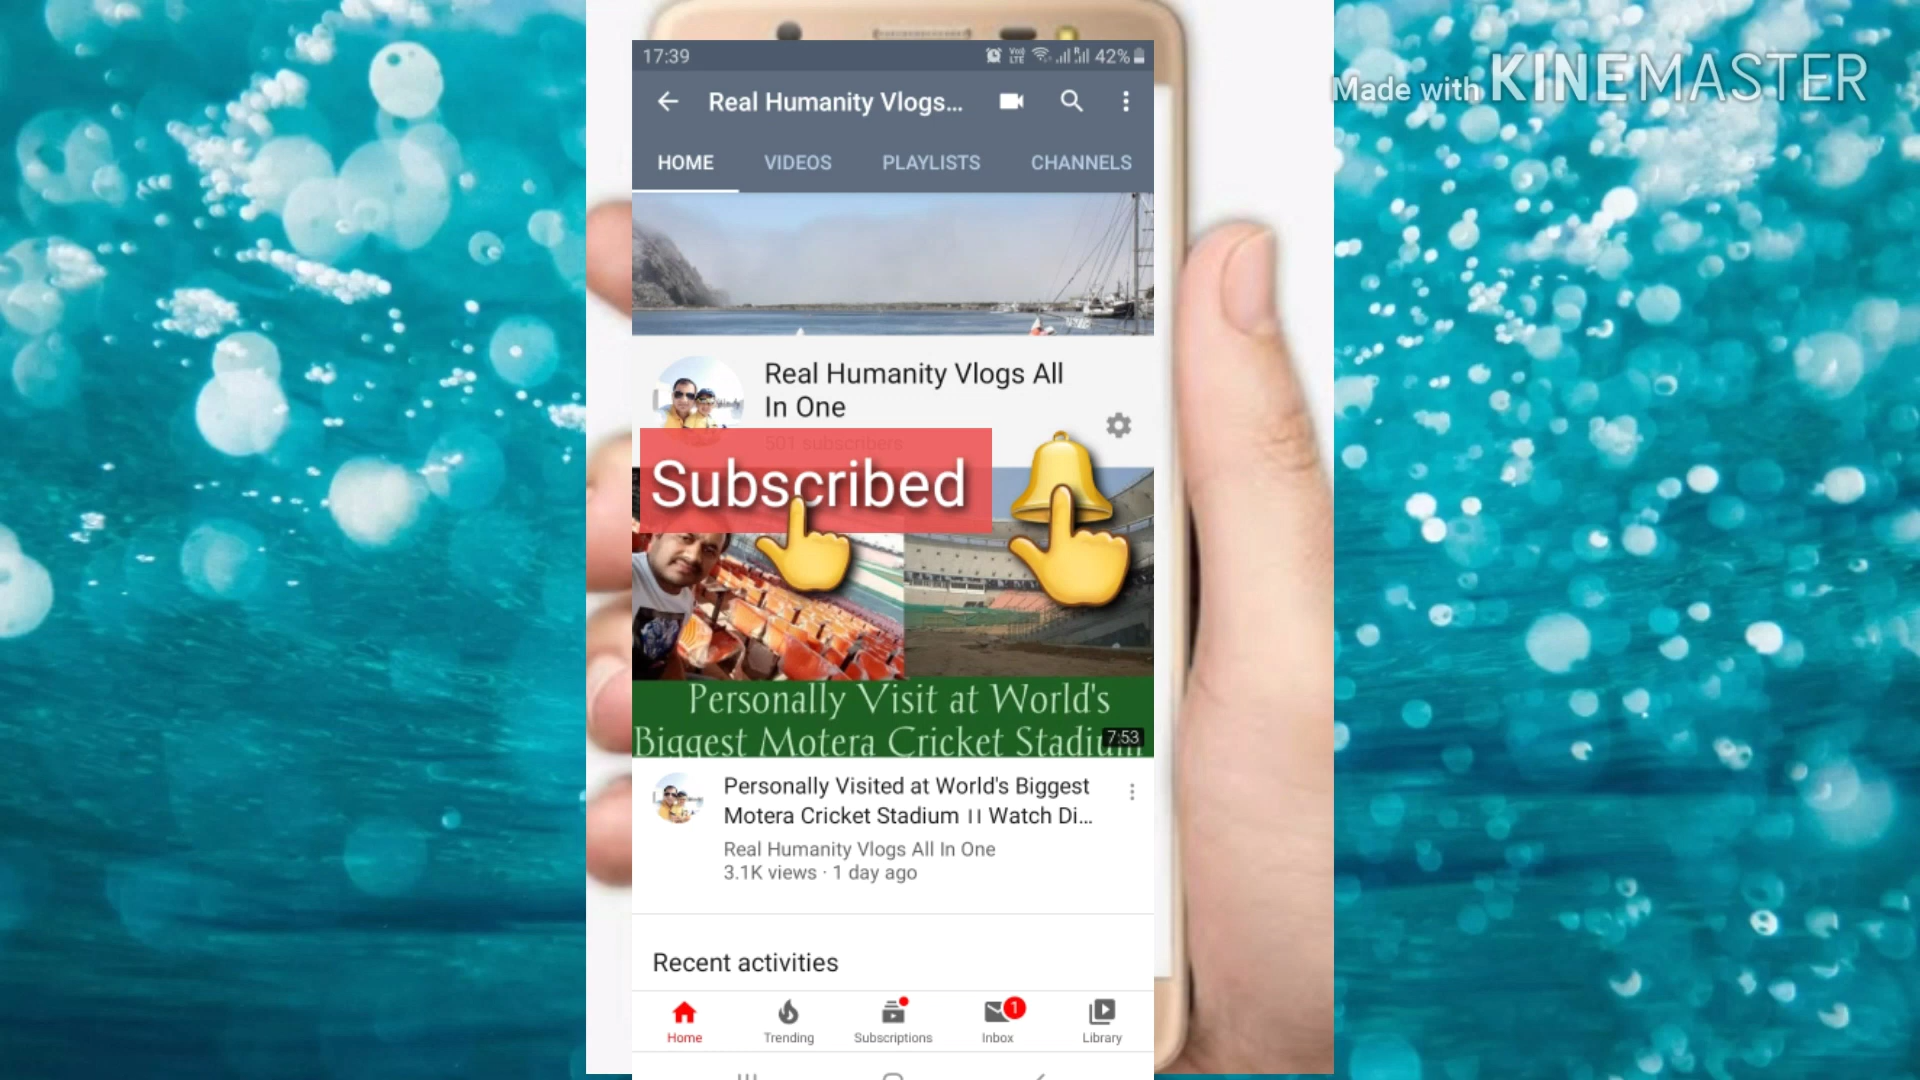 17:39
42%
Made with KINEMASTER
Real Humanity Vlogs...
HOME VIDEOS PLAYLISTS CHANNELS
Real Humanity Vlogs All
In One
501 subscribers
Subscribed
Personally Visit at World's
Biggest Motera Cricket Stadium
7:53
Personally Visited at World's Biggest
Motera Cricket Stadium II Watch Di...
Real Humanity Vlogs All In One
3.1K views · 1 day ago
Recent activities
1
Home Trending Subscriptions Inbox Library